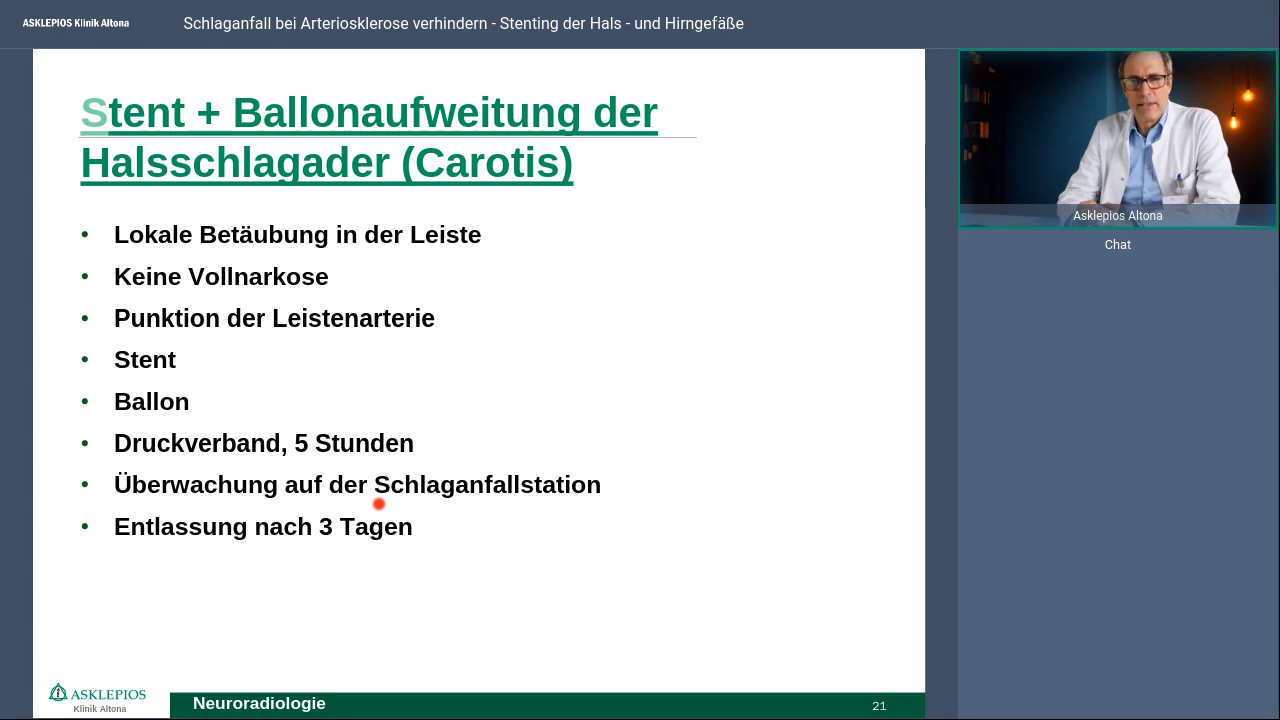 ASKLEPIOS Klinik Altona
Schlaganfall bei Arteriosklerose verhindern - Stenting der Hals - und Hirngefäße
Stent + Ballonaufweitung der
Halsschlagader (Carotis)
• Lokale Betäubung in der Leiste
• Keine Vollnarkose
• Punktion der Leistenarterie
• Stent
• Ballon
• Druckverband, 5 Stunden
• Überwachung auf der Schlaganfallstation
• Entlassung nach 3 Tagen
Asklepios Altona
Chat
ASKLEPIOS
Klinik Altona
Neuroradiologie
21